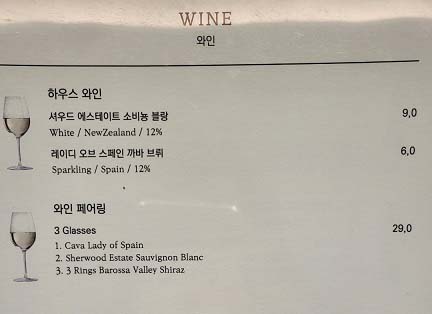 WINE
와인
하우스 와인
셔우드 에스테이트 소비뇽 블랑 9,0
White / NewZealand / 12%
레이디 오브 스페인 까바 브뤼 6,0
Sparkling / Spain / 12%
와인 페어링
3 Glasses 29,0
1. Cava Lady of Spain
2. Sherwood Estate Sauvignon Blanc
3. 3 Rings Barossa Valley Shiraz